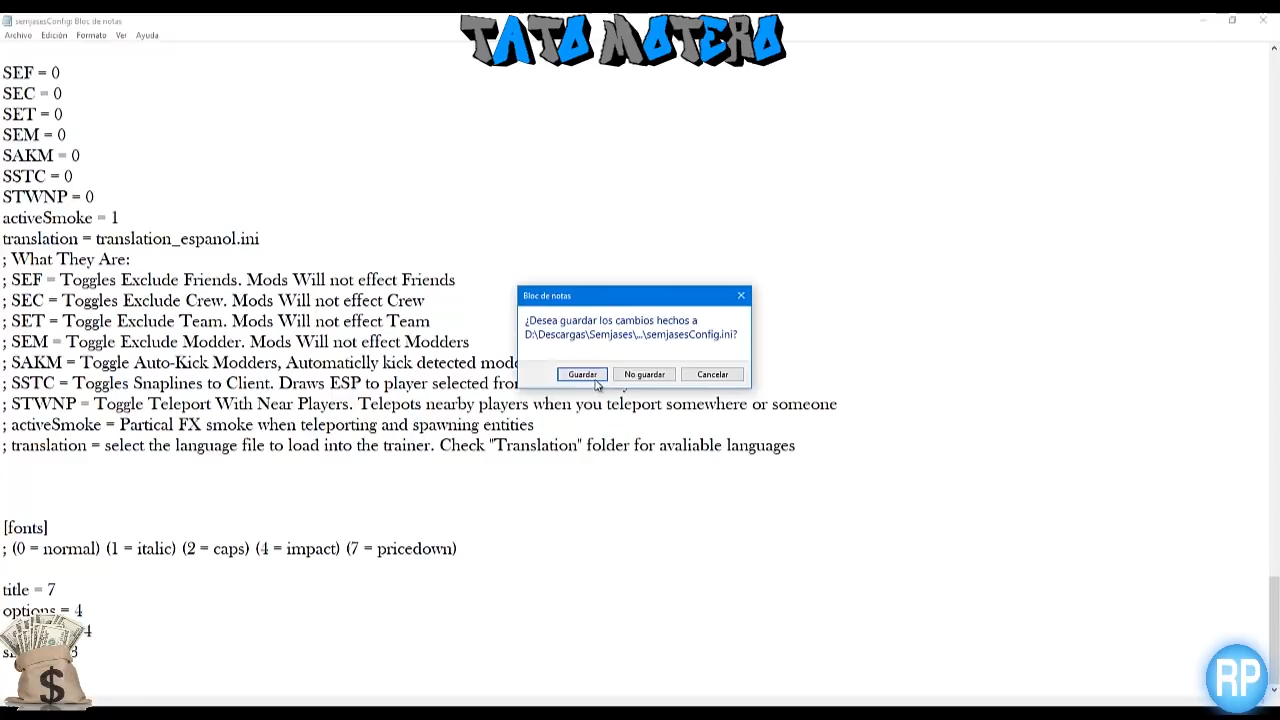 semjasesConfig: Bloc de notas
TATO MOTERO
Archivo Edición Formato Ver Ayuda
SEF = 0
SEC = 0
SET = 0
SEM = 0
SAKM = 0
SSTC = 0
STWNP = 0
activeSmoke = 1
translation = translation_espanol.ini
; What They Are:
; SEF = Toggles Exclude Friends. Mods Will not effect Friends
; SEC = Toggles Exclude Crew. Mods Will not effect Crew
; SET = Toggle Exclude Team. Mods Will not effect Team
; SEM = Toggle Exclude Modder. Mods Will not effect Modders
; SAKM = Toggle Auto-Kick Modders, Automaticlly kick detected
; SSTC = Toggles Snaplines to Client. Draws ESP to player selected
; STWNP = Toggle Teleport With Near Players. Telepots nearby players when you teleport somewhere or someone
; activeSmoke = Partical FX smoke when teleporting and spawning entities
; translation = select the language file to load into the trainer. Check "Translation" folder for avaliable languages
Bloc de notas
¿Desea guardar los cambios hechos a
D:\Descargas\Semjases\...\semjasesConfig.ini?
Guardar No guardar Cancelar
[fonts]
; (0 = normal) (1 = italic) (2 = caps) (4 = impact) (7 = pricedown)
title = 7
options = 4
4
3
$
RP